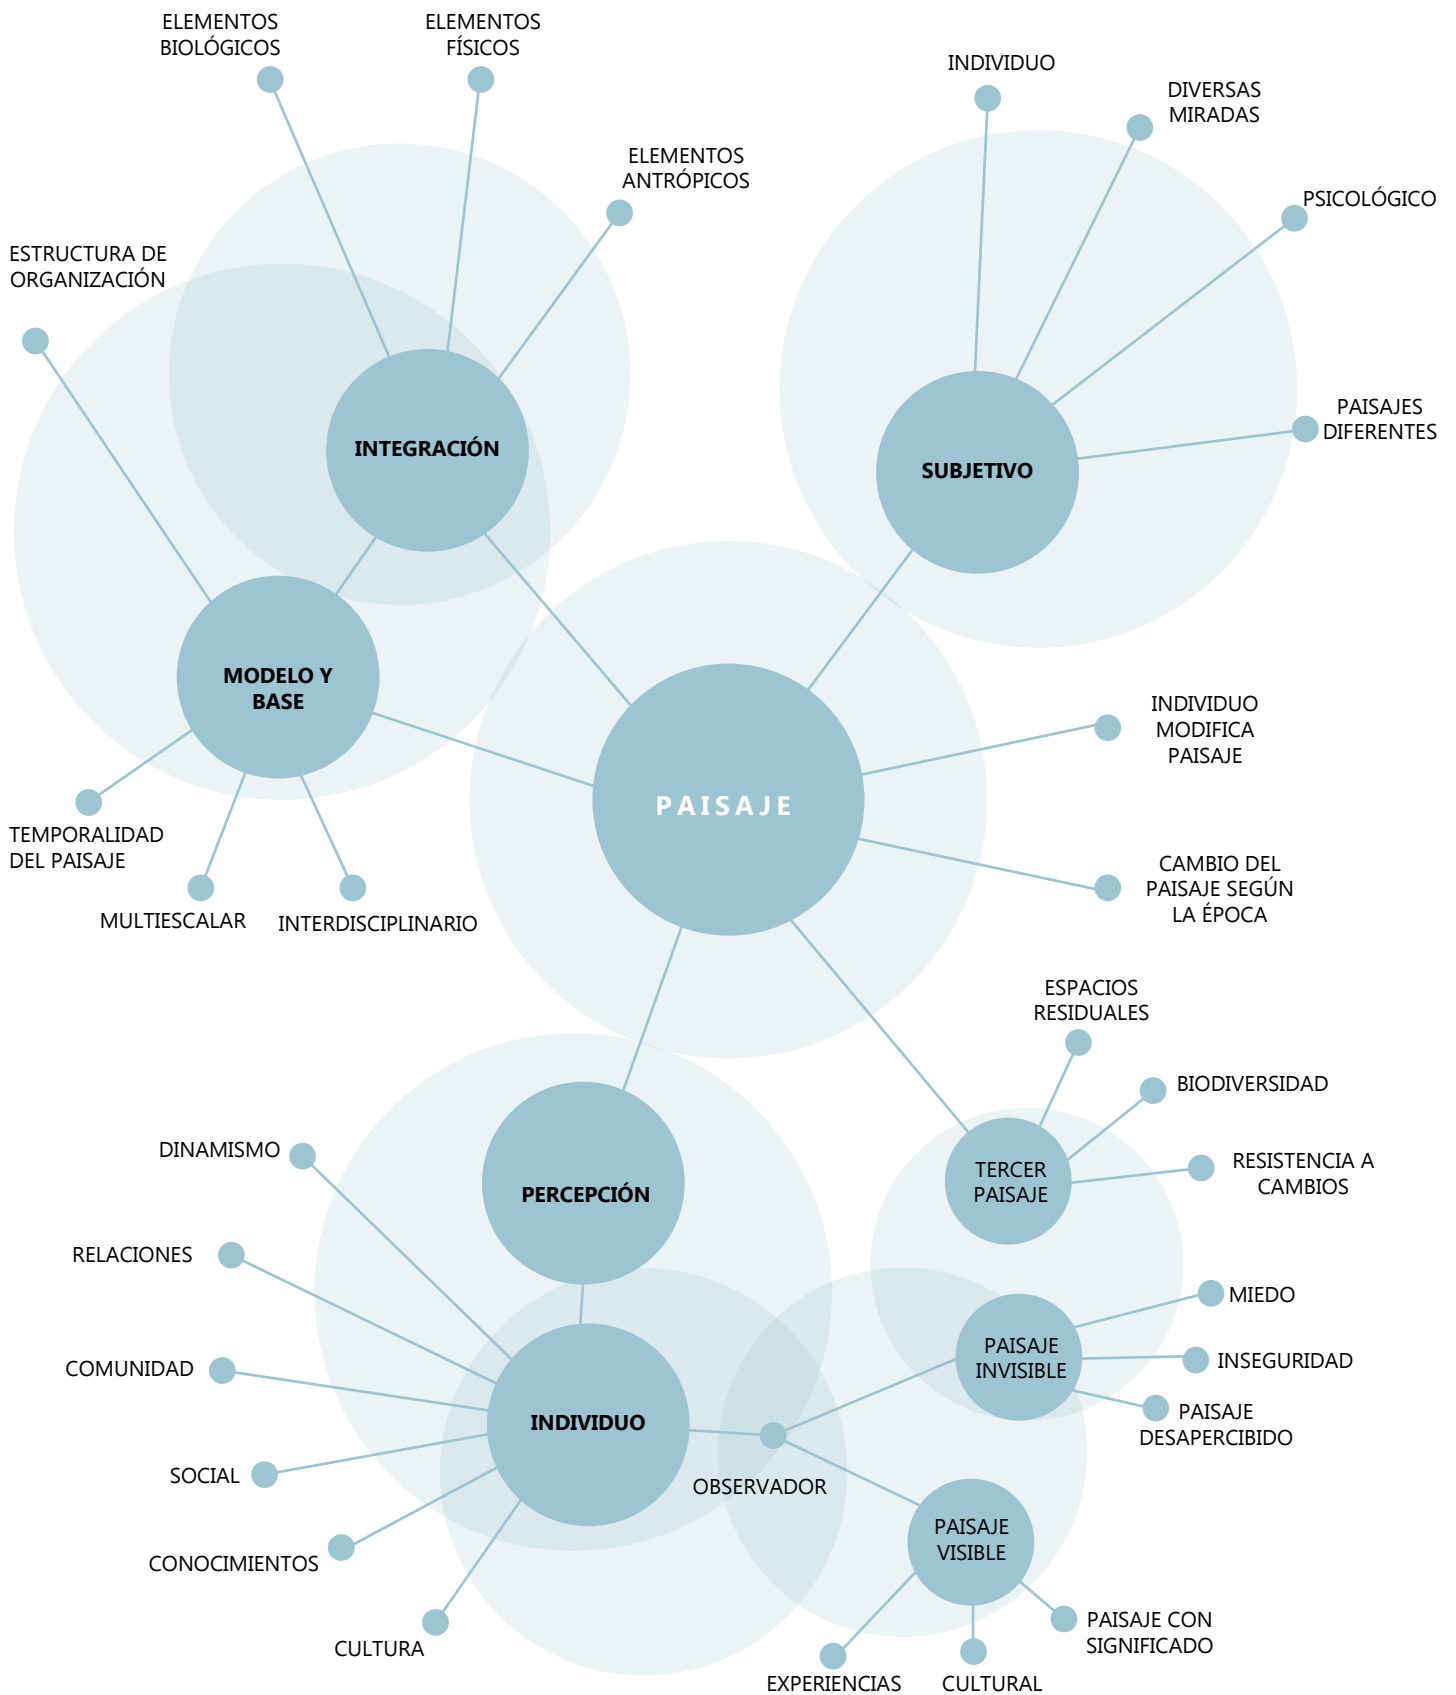 ELEMENTOS
BIOLÓGICOS
ELEMENTOS
FÍSICOS
INDIVIDUO
DIVERSAS
MIRADAS
ELEMENTOS
ANTRÓPICOS
PSICOLÓGICO
ESTRUCTURA DE
ORGANIZACIÓN
PAISAJES
DIFERENTES
INTEGRACIÓN
SUBJETIVO
MODELO Y
BASE
INDIVIDUO
MODIFICA
PAISAJE
PAISAJE
TEMPORALIDAD
DEL PAISAJE
CAMBIO DEL
PAISAJE SEGÚN
LA ÉPOCA
MULTIESCALAR
INTERDISCIPLINARIO
ESPACIOS
RESIDUALES
BIODIVERSIDAD
DINAMISMO
TERCER
PAISAJE
RESISTENCIA A
CAMBIOS
PERCEPCIÓN
RELACIONES
MIEDO
PAISAJE
INVISIBLE
INSEGURIDAD
COMUNIDAD
PAISAJE
DESAPERCIBIDO
INDIVIDUO
SOCIAL
OBSERVADOR
PAISAJE
VISIBLE
CONOCIMIENTOS
CULTURA
PAISAJE CON
SIGNIFICADO
EXPERIENCIAS
CULTURAL